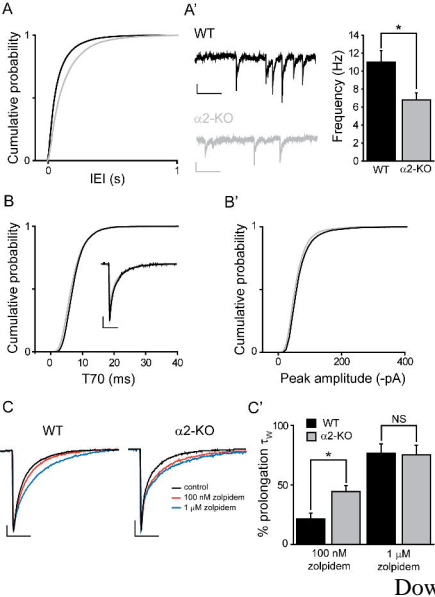 A
Cumulative probability
1
0
0
1
IEI (s)
A'
WT
α2-KO
Frequency (Hz)
14
12
10
8
6
4
2
0
*
WT
α2-KO
B
Cumulative probability
1
0
0
10
20
30
40
T70 (ms)
B'
Cumulative probability
1
0
0
200
400
Peak amplitude (-pA)
C
WT
α2-KO
control
100 nM zolpidem
1 µM zolpidem
C'
% prolongation τW
100
50
0
WT
α2-KO
*
NS
100 nM
zolpidem
1 µM
zolpidem
Dow